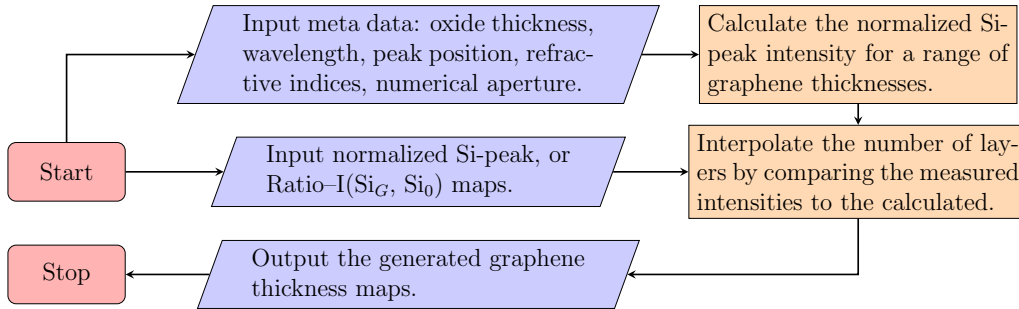 Input meta data: oxide thickness,
wavelength, peak position, refrac-
tive indices, numerical aperture.
Calculate the normalized Si-
peak intensity for a range of
graphene thicknesses.
Start
Input normalized Si-peak, or
Ratio–I(Si_G, Si_0) maps.
Interpolate the number of lay-
ers by comparing the measured
intensities to the calculated.
Stop
Output the generated graphene
thickness maps.